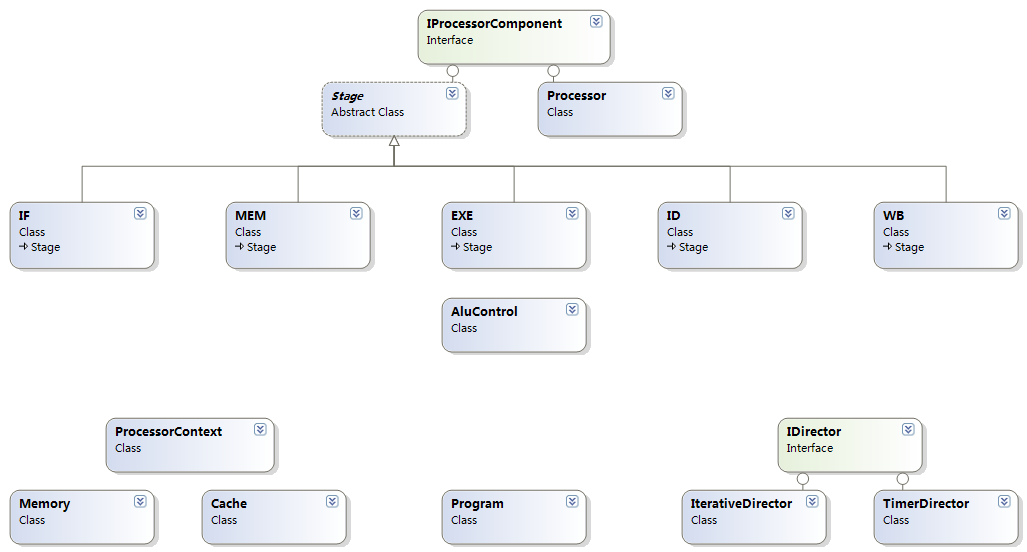 IProcessorComponent
Interface
Stage
Abstract Class
Processor
Class
IF
Class
Stage
MEM
Class
Stage
EXE
Class
Stage
ID
Class
Stage
WB
Class
Stage
AluControl
Class
ProcessorContext
Class
IDirector
Interface
Memory
Class
Cache
Class
Program
Class
IterativeDirector
Class
TimerDirector
Class